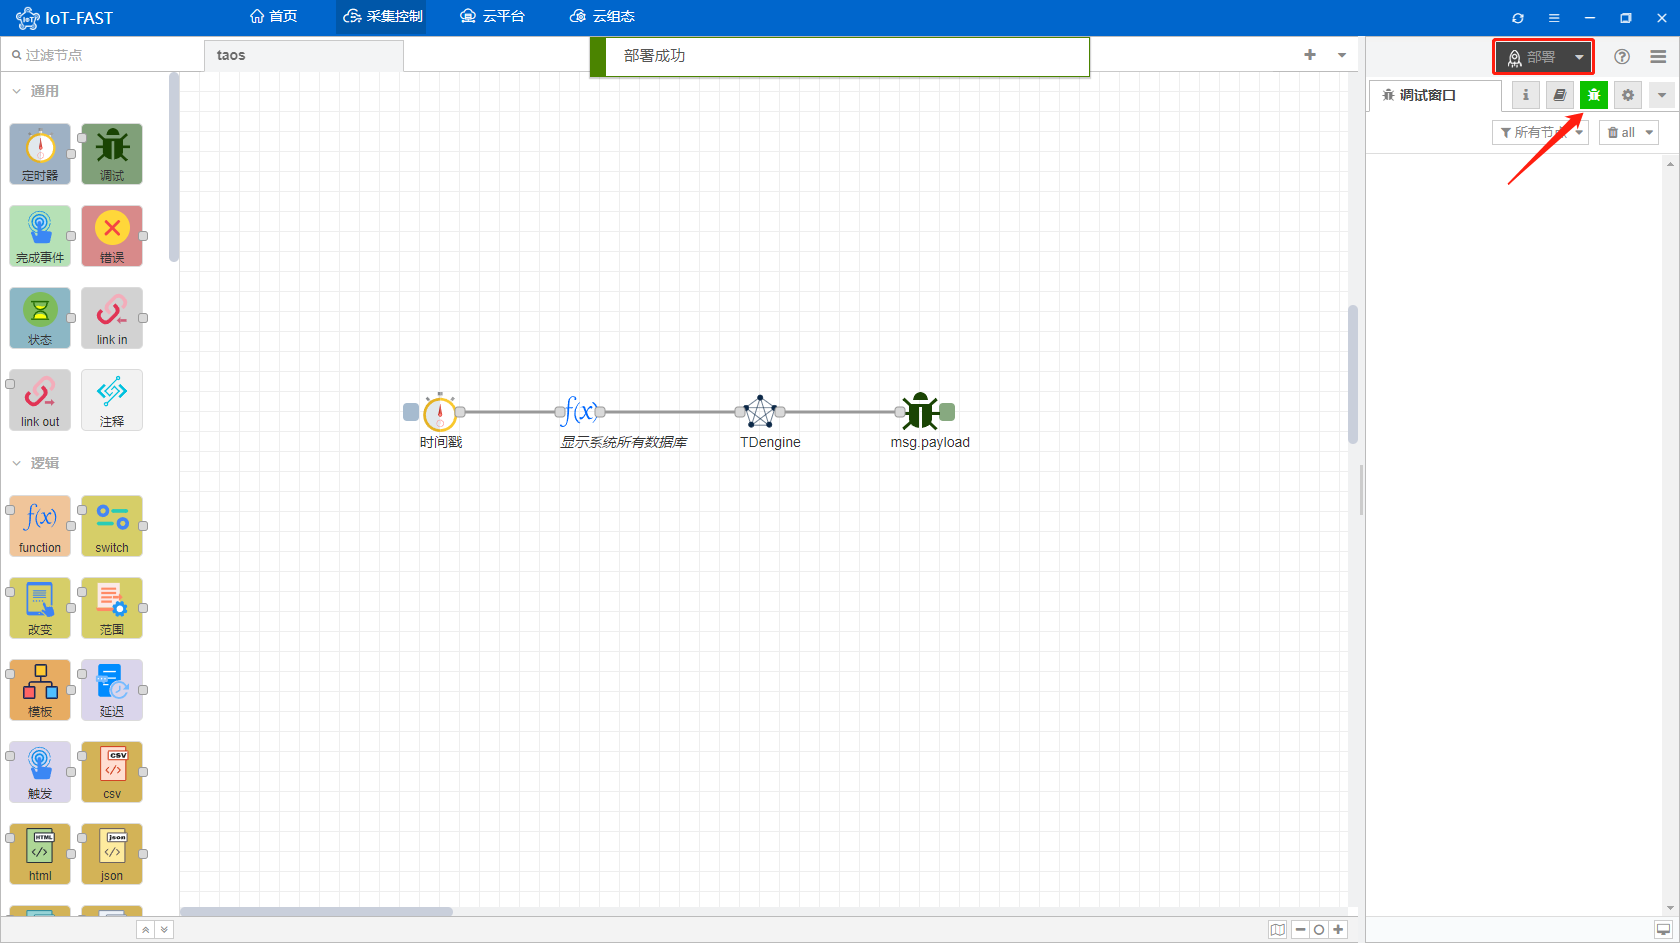 IoT-FAST
首页
采集控制
云平台
云组态
过滤节点
taos
部署成功
部署
通用
调试窗口
所有节点
all
定时器
调试
完成事件
错误
状态
link in
link out
注释
时间戳
显示系统所有数据库
TDengine
msg.payload
逻辑
function
switch
改变
范围
模板
延迟
触发
csv
html
json